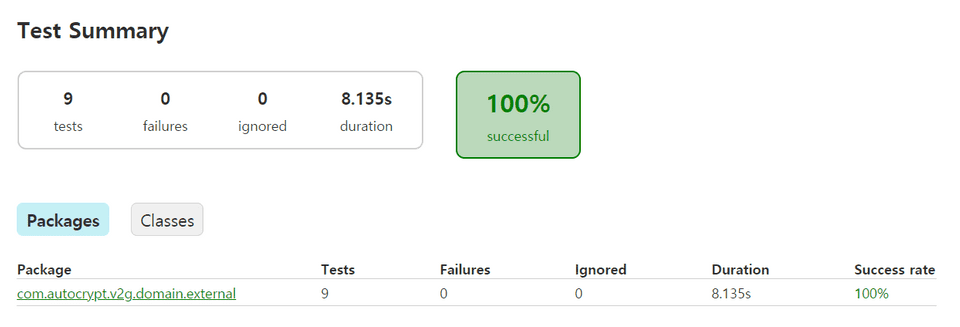 Test Summary
9 0 0 8.135s 100%
tests failures ignored duration successful
Packages Classes
Package Tests Failures Ignored Duration Success rate
com.autocrypt.v2g.domain.external 9 0 0 8.135s 100%